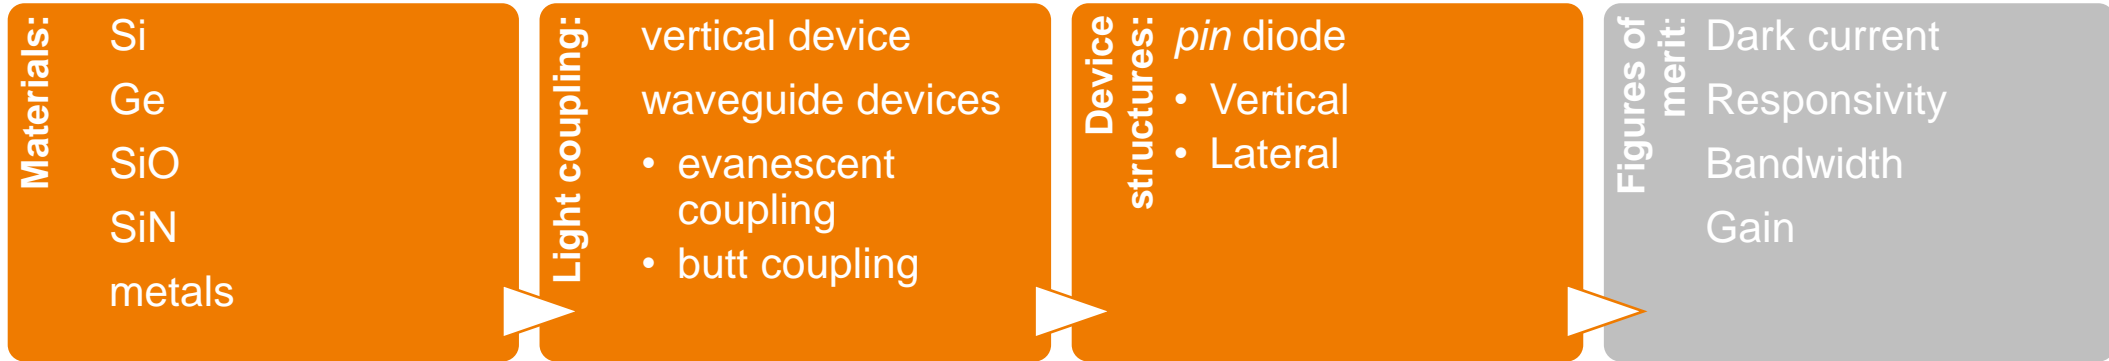 Materials:
Si
Ge
SiO
SiN
metals
Light coupling:
vertical device
waveguide devices
• evanescent
coupling
• butt coupling
Device
structures:
pin diode
• Vertical
• Lateral
Figures of
merit:
Dark current
Responsivity
Bandwidth
Gain